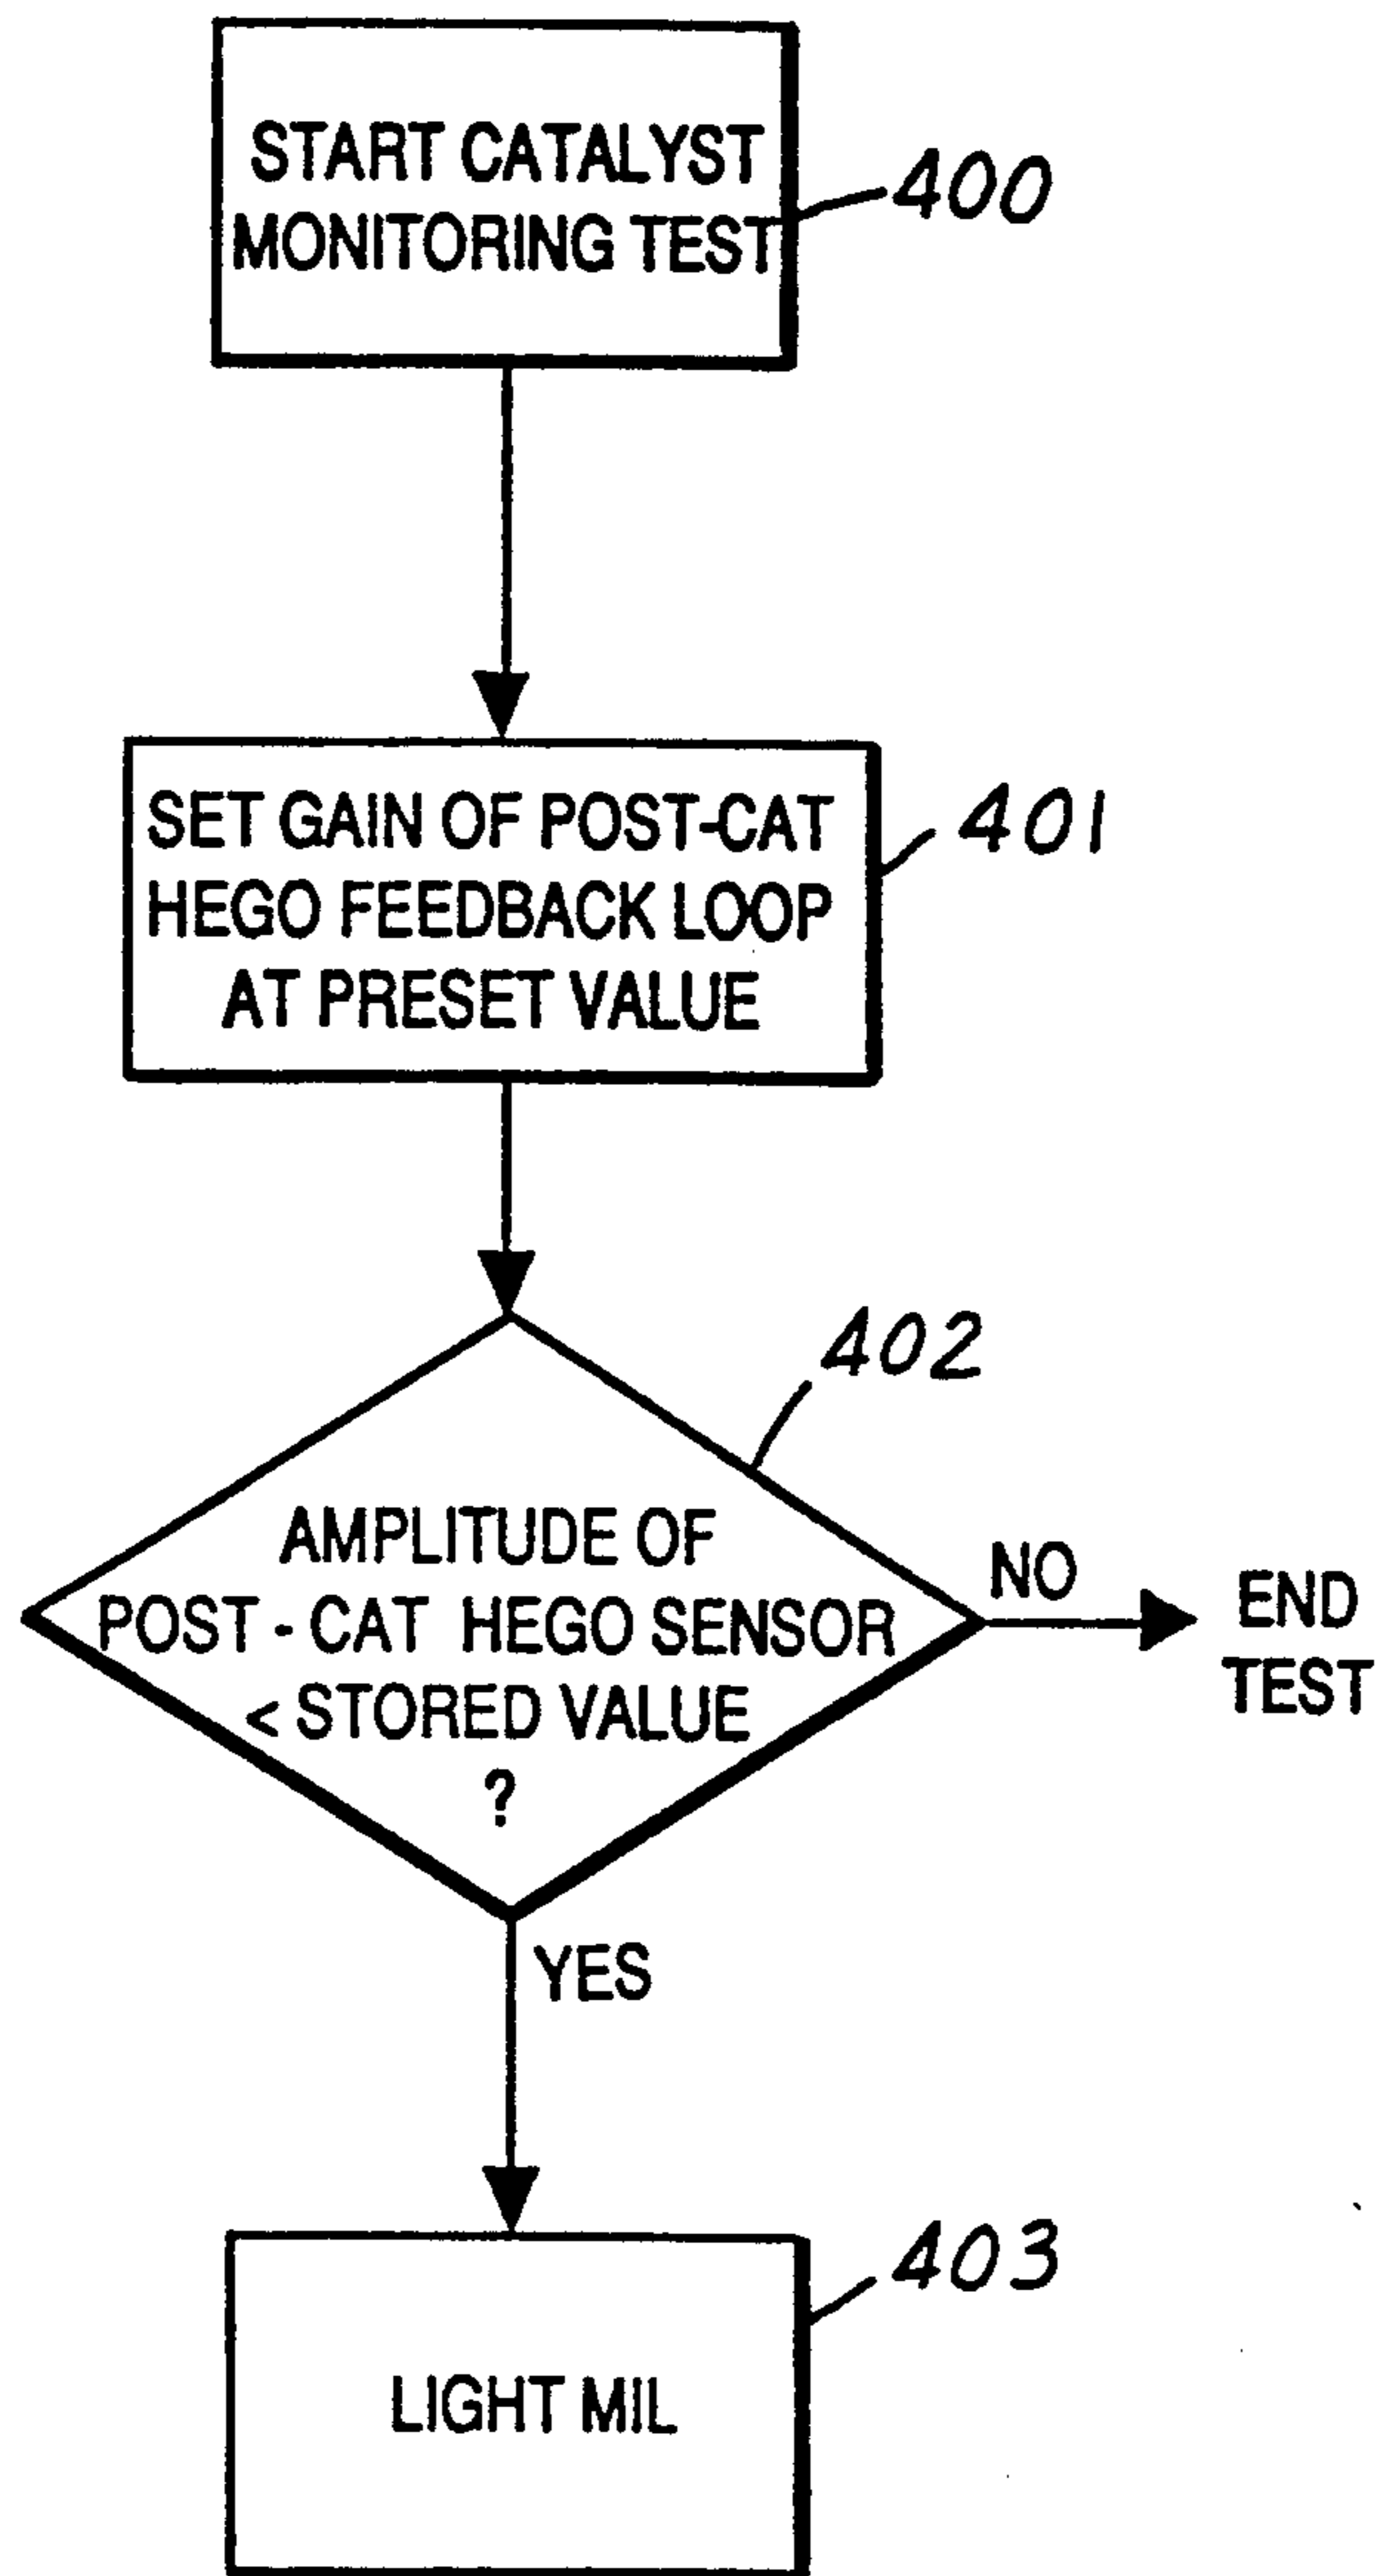 START CATALYST
MONITORING TEST
400
SET GAIN OF POST-CAT
HEGO FEEDBACK LOOP
AT PRESET VALUE
401
402
AMPLITUDE OF
POST - CAT HEGO SENSOR
< STORED VALUE
?
NO
END
TEST
YES
403
LIGHT MIL